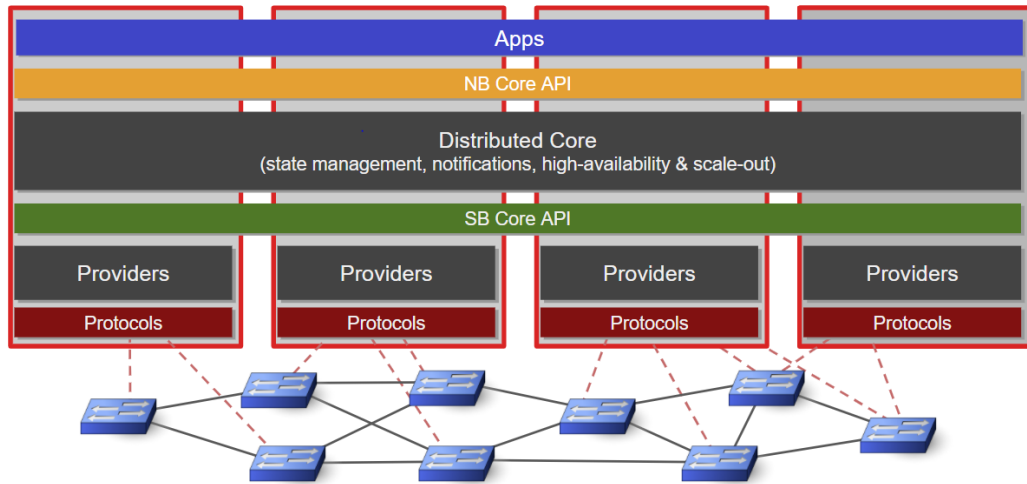 Apps
NB Core API
Distributed Core
(state management, notifications, high-availability & scale-out)
SB Core API
Providers
Providers
Providers
Providers
Protocols
Protocols
Protocols
Protocols